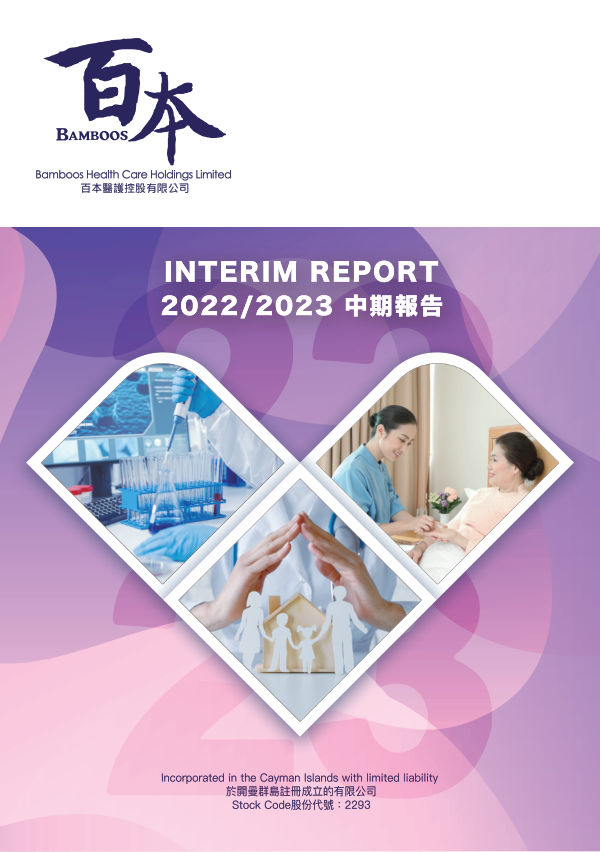 百本
BAMBOOS
Bamboos Health Care Holdings Limited
百本醫護控股有限公司
INTERIM REPORT
2022/2023 中期報告
22
23
Incorporated in the Cayman Islands with limited liability
於開曼群島註冊成立的有限公司
Stock Code股份代號：2293